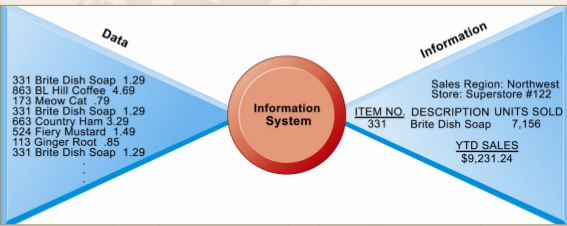 Data
331 Brite Dish Soap 1.29
863 BL Hill Coffee 4.69
173 Meow Cat .79
331 Brite Dish Soap 1.29
663 Country Ham 3.29
524 Fiery Mustard 1.49
113 Ginger Root .85
331 Brite Dish Soap 1.29
.
.
.
Information
System
Information
Sales Region: Northwest
Store: Superstore #122
ITEM NO. DESCRIPTION UNITS SOLD
331 Brite Dish Soap 7,156
YTD SALES
$9,231.24